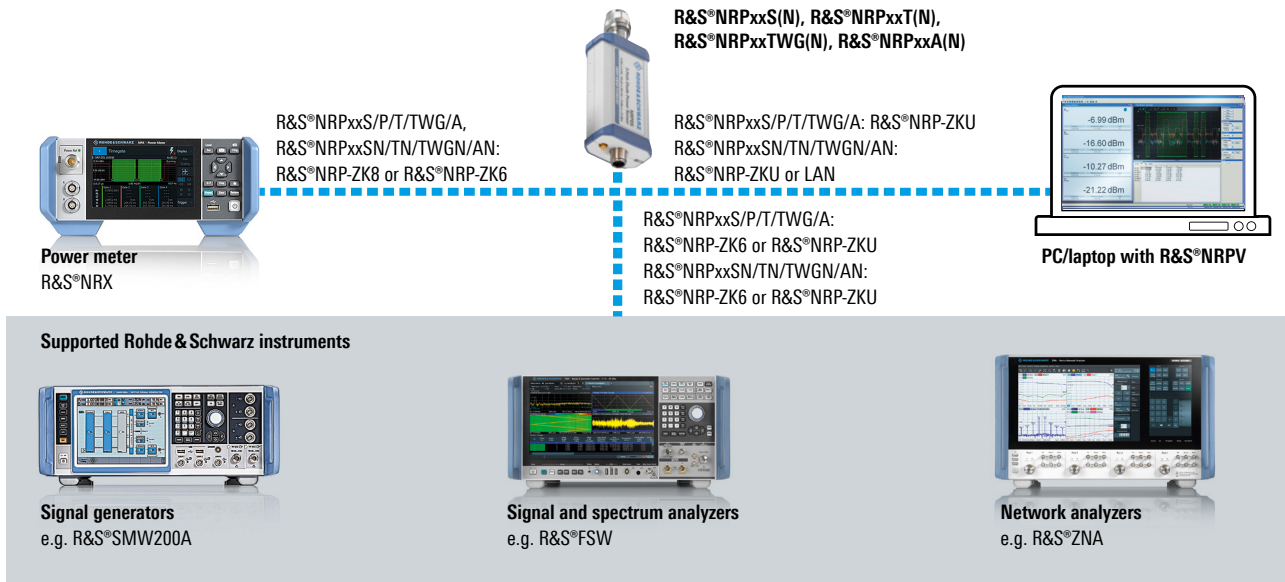 R&S®NRPxxS(N), R&S®NRPxxT(N),
R&S®NRPxxTWG(N), R&S®NRPxxA(N)
R&S®NRPxxS/P/T/TWG/A,
R&S®NRPxxSN/TN/TWGN/AN:
R&S®NRP-ZK8 or R&S®NRP-ZK6
R&S®NRPxxS/P/T/TWG/A: R&S®NRP-ZKU
R&S®NRPxxSN/TN/TWGN/AN:
R&S®NRP-ZKU or LAN
ROHDE&SCHWARZ
Timegate
-6.99 dBm
-16.60 dBm
-10.27 dBm
-21.22 dBm
Power meter
R&S®NRX
R&S®NRPxxS/P/T/TWG/A:
R&S®NRP-ZK6 or R&S®NRP-ZKU
R&S®NRPxxSN/TN/TWGN/AN:
R&S®NRP-ZK6 or R&S®NRP-ZKU
PC/laptop with R&S®NRPV
Supported Rohde & Schwarz instruments
Signal generators
e.g. R&S®SMW200A
Signal and spectrum analyzers
e.g. R&S®FSW
Network analyzers
e.g. R&S®ZNA